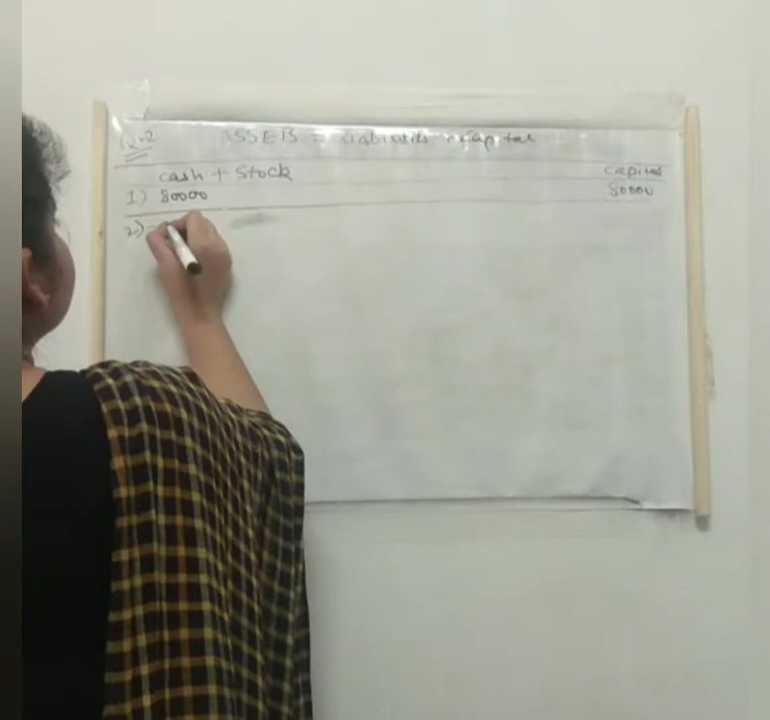 Q.2 ASSETS = Liabilities + Capital
cash + Stock Capital
1) 80000 80000
2)